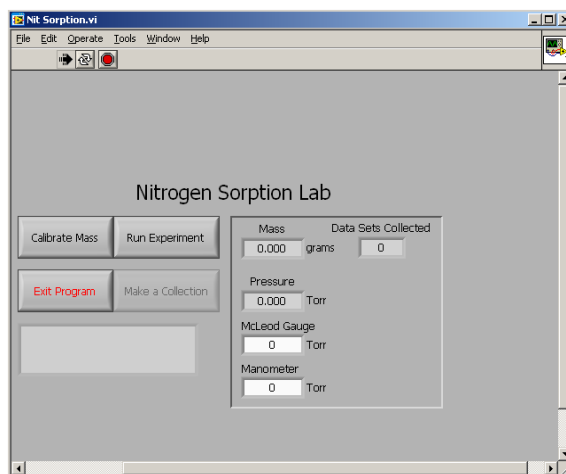 Nit Sorption.vi
File Edit Operate Tools Window Help
Nitrogen Sorption Lab
Calibrate Mass Run Experiment
Mass Data Sets Collected
0.000 grams 0
Exit Program Make a Collection
Pressure
0.000 Torr
McLeod Gauge
0 Torr
Manometer
0 Torr